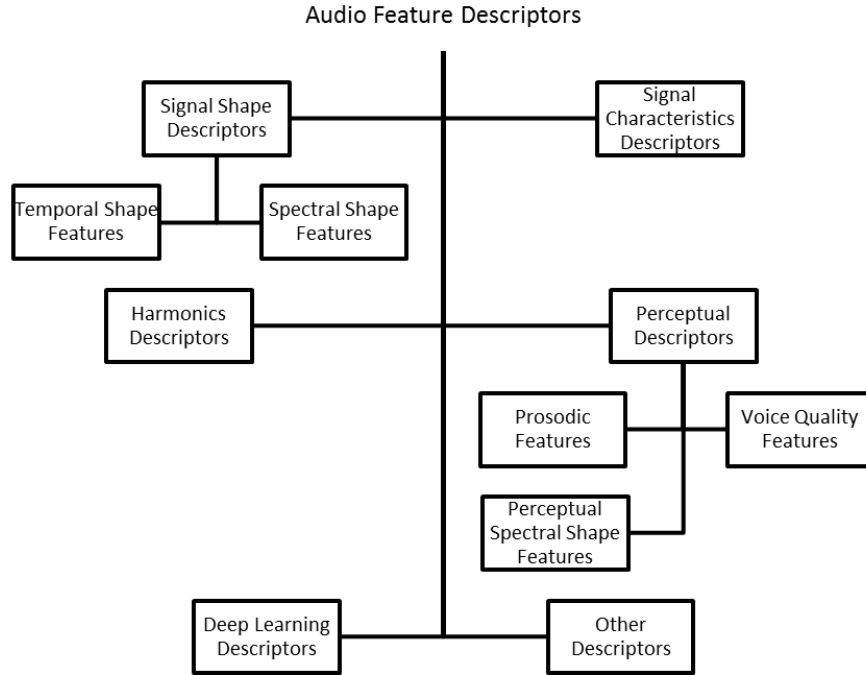 Audio Feature Descriptors
Signal Shape
Descriptors
Signal
Characteristics
Descriptors
Temporal Shape
Features
Spectral Shape
Features
Harmonics
Descriptors
Perceptual
Descriptors
Prosodic
Features
Voice Quality
Features
Perceptual
Spectral Shape
Features
Deep Learning
Descriptors
Other
Descriptors